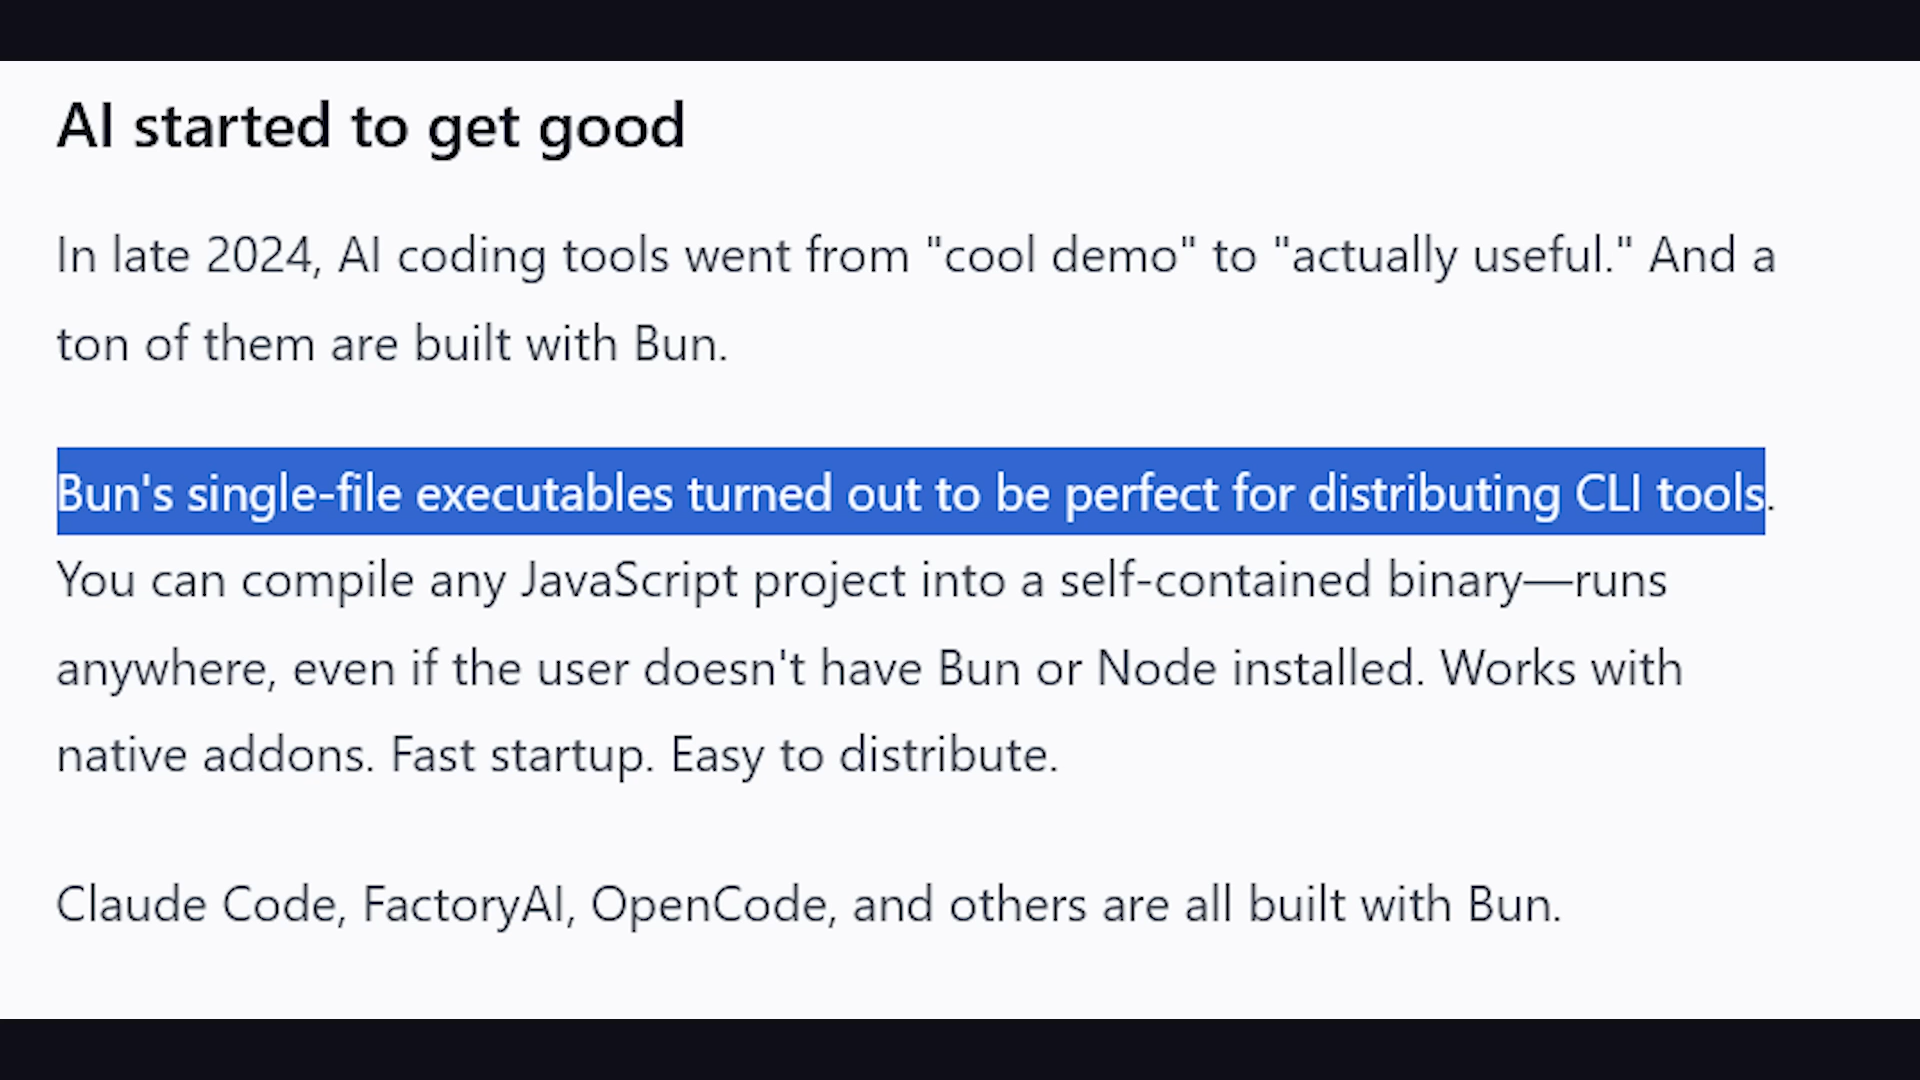 AI started to get good
In late 2024, AI coding tools went from "cool demo" to "actually useful." And a
ton of them are built with Bun.
Bun's single-file executables turned out to be perfect for distributing CLI tools.
You can compile any JavaScript project into a self-contained binary—runs
anywhere, even if the user doesn't have Bun or Node installed. Works with
native addons. Fast startup. Easy to distribute.
Claude Code, FactoryAI, OpenCode, and others are all built with Bun.